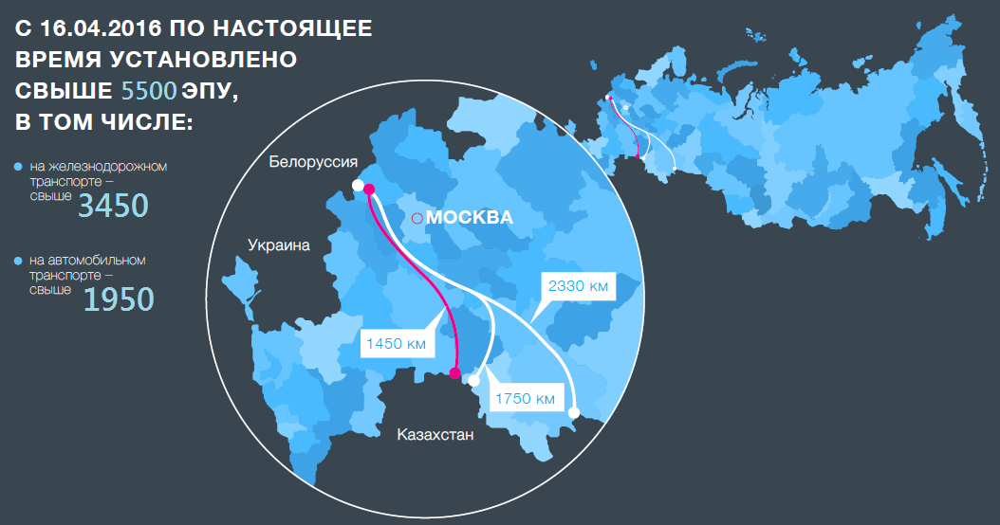 С 16.04.2016 ПО НАСТОЯЩЕЕ
ВРЕМЯ УСТАНОВЛЕНО
СВЫШЕ 5500 ЭПУ,
В ТОМ ЧИСЛЕ:
на железнодорожном
транспорте –
свыше 3450
на автомобильном
транспорте –
свыше 1950
Белоруссия
МОСКВА
Украина
2330 км
1450 км
1750 км
Казахстан